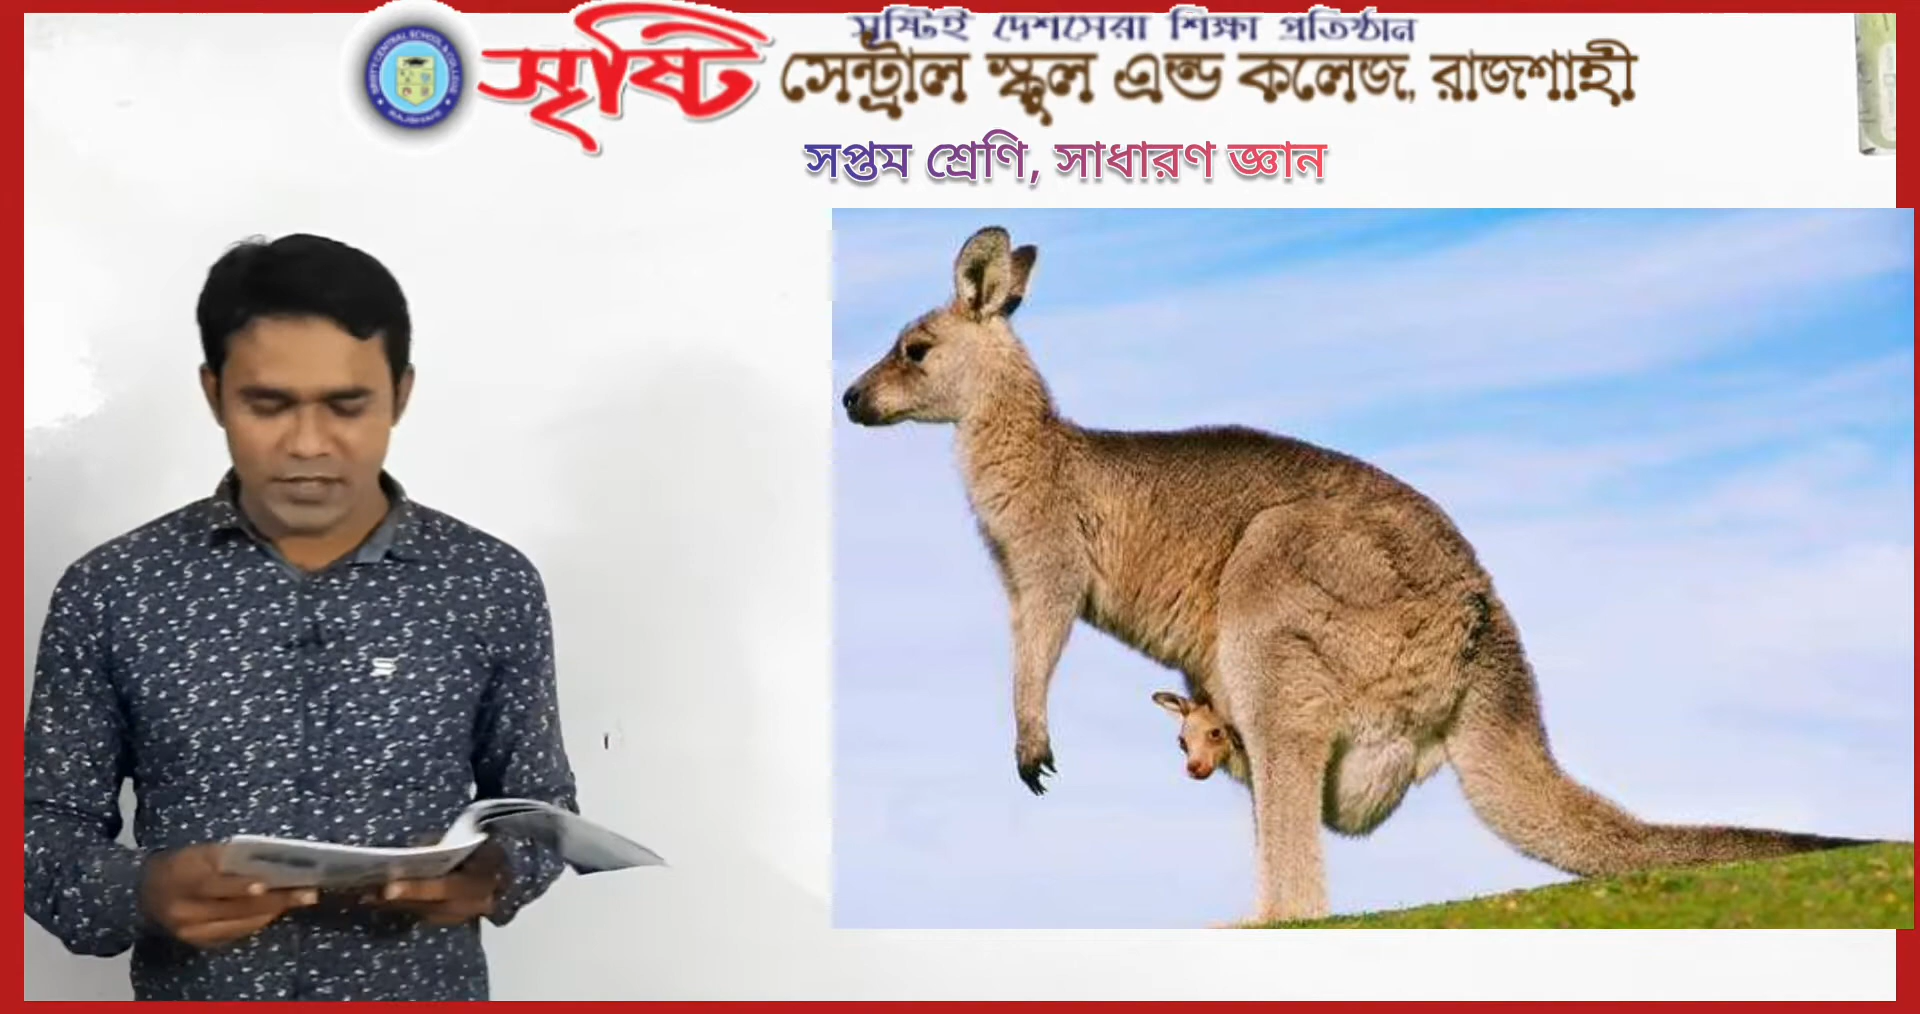 সৃষ্টিই দেশসেরা শিক্ষা প্রতিষ্ঠান
সৃষ্টি সেন্ট্রাল স্কুল এন্ড কলেজ, রাজশাহী
সপ্তম শ্রেণি, সাধারণ জ্ঞান